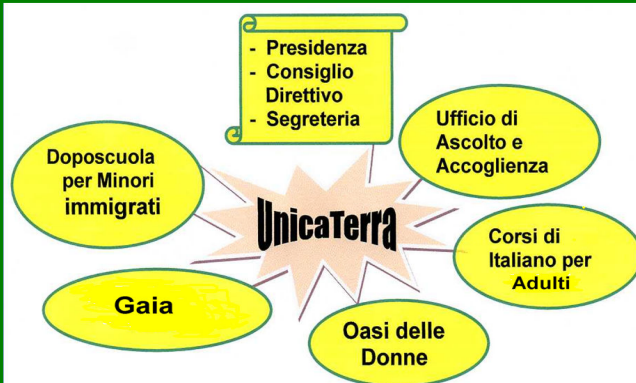 - Presidenza
- Consiglio
Direttivo
- Segreteria
Ufficio di
Ascolto e
Accoglienza
Doposcuola
per Minori
immigrati
UnicaTerra
Corsi di
Italiano per
Adulti
Gaia
Oasi delle
Donne